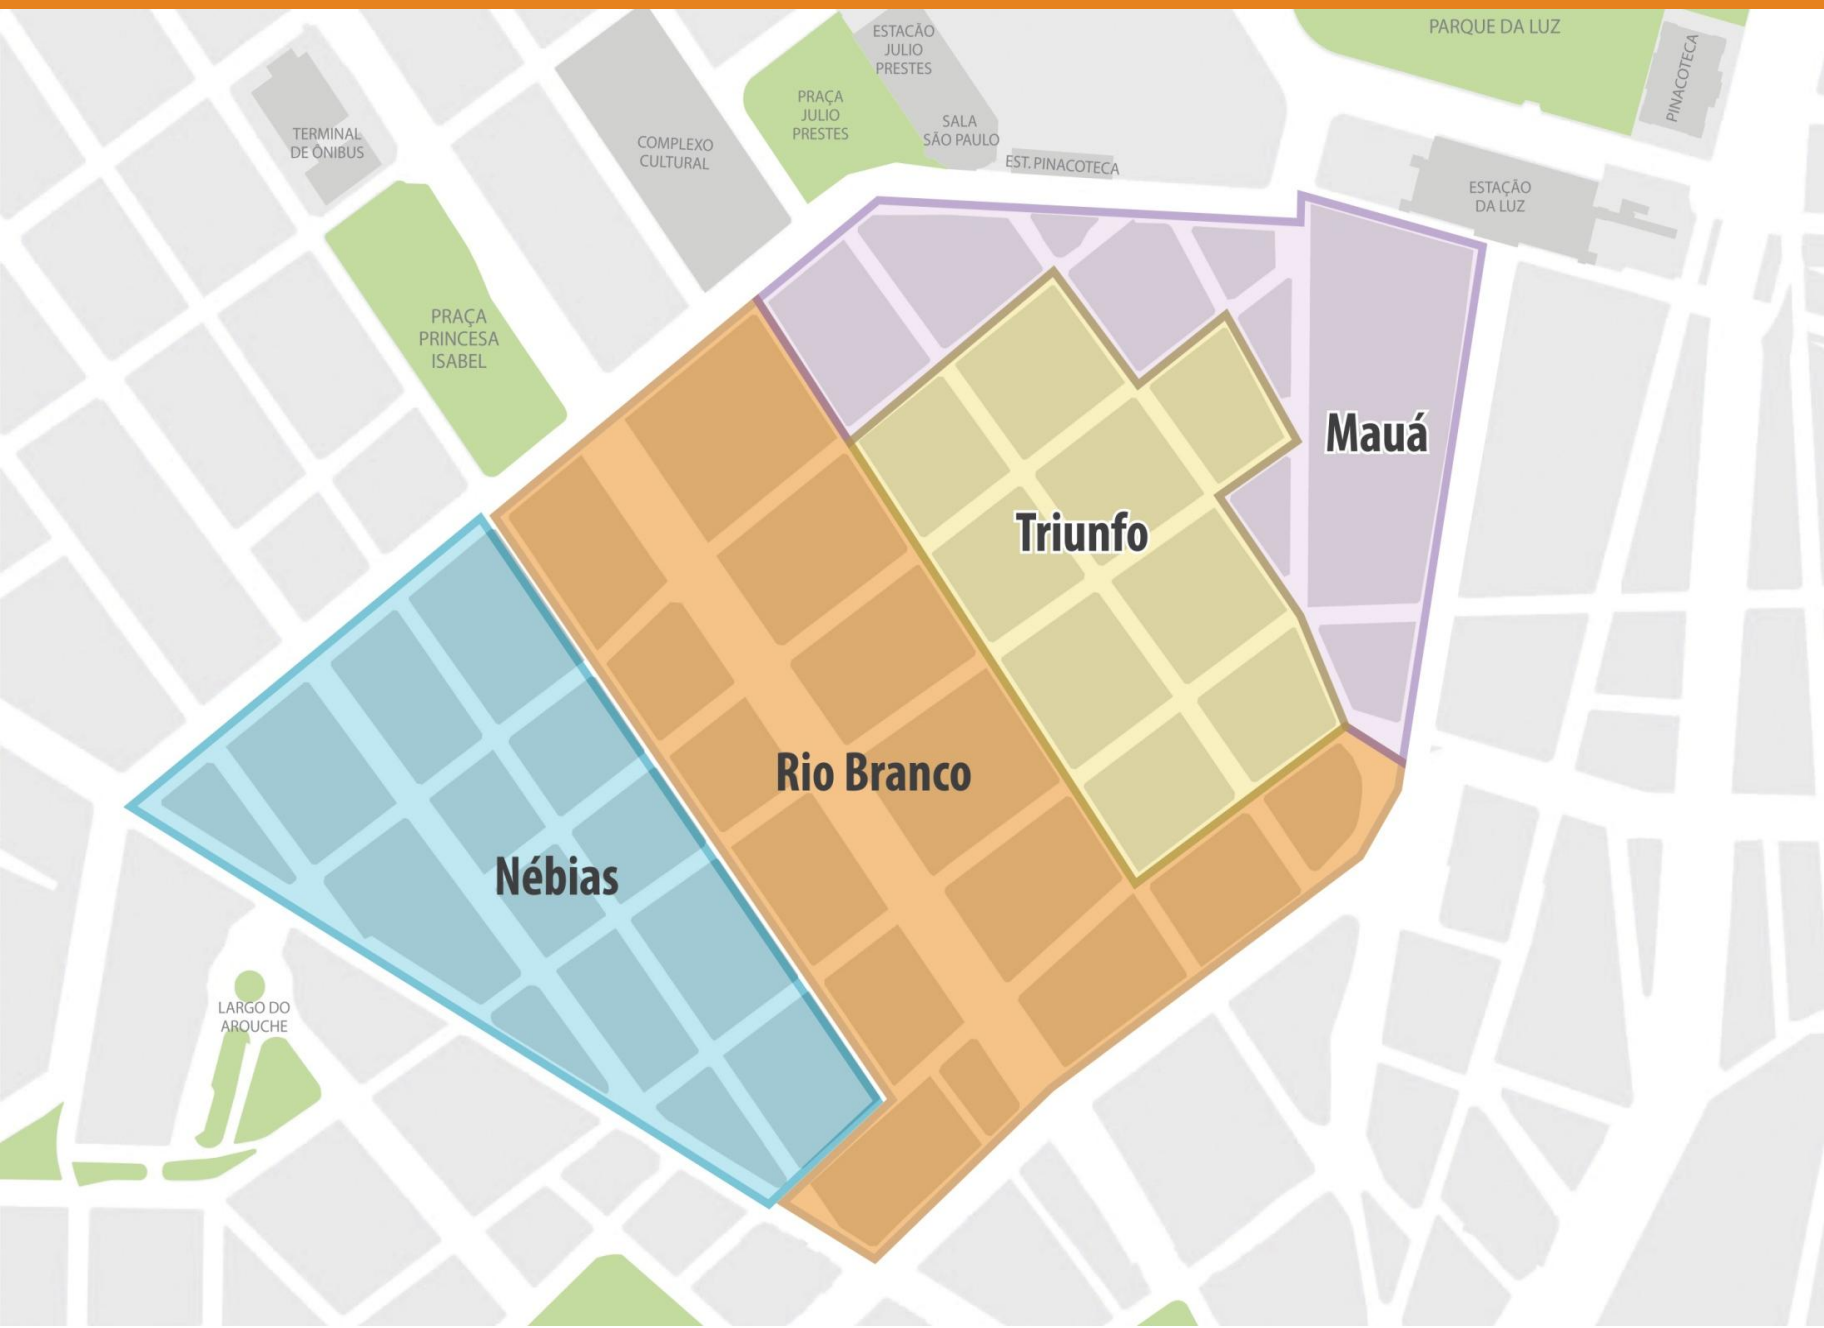 PARQUE DA LUZ
PINACOTECA
ESTACÃO
JULIO
PRESTES
PRAÇA
JULIO
PRESTES
SALA
SÃO PAULO
TERMINAL
DE ÔNIBUS
COMPLEXO
CULTURAL
EST. PINACOTECA
ESTAÇÃO
DA LUZ
PRAÇA
PRINCESA
ISABEL
Mauá
Triunfo
Rio Branco
Nébias
LARGO DO
AROUCHE